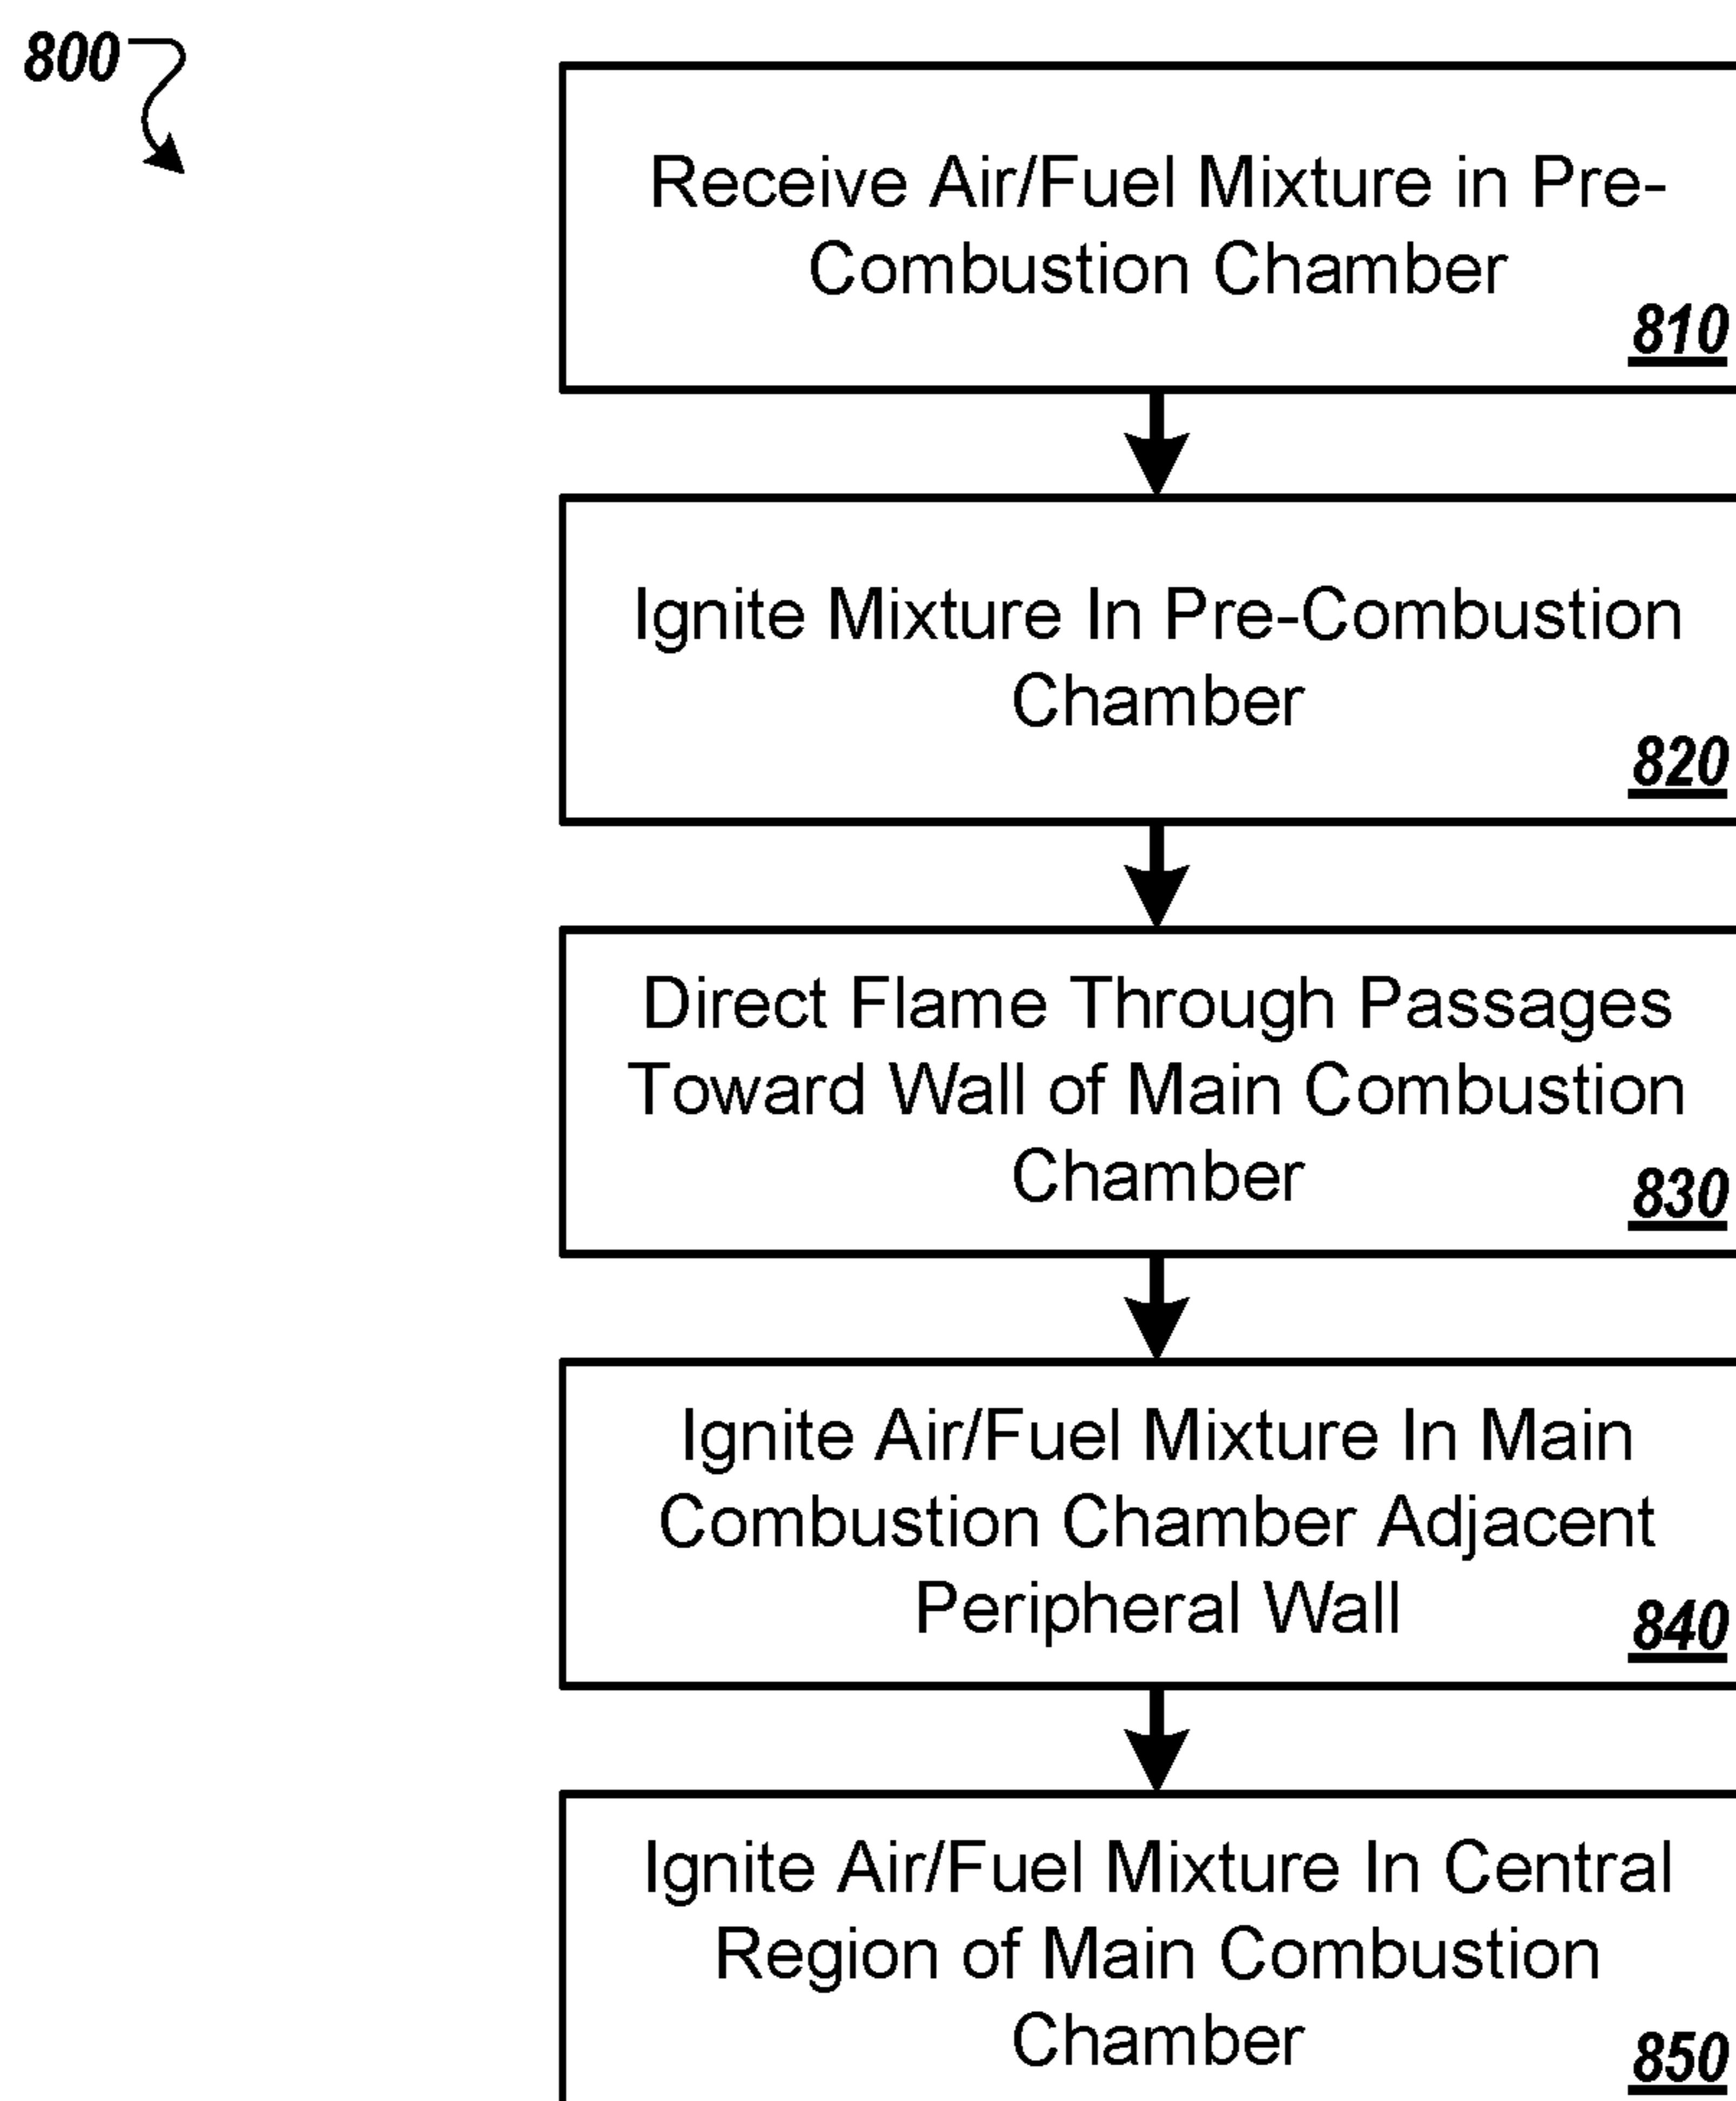 800
Receive Air/Fuel Mixture in Pre-
Combustion Chamber
810
Ignite Mixture In Pre-Combustion
Chamber
820
Direct Flame Through Passages
Toward Wall of Main Combustion
Chamber
830
Ignite Air/Fuel Mixture In Main
Combustion Chamber Adjacent
Peripheral Wall
840
Ignite Air/Fuel Mixture In Central
Region of Main Combustion
Chamber
850